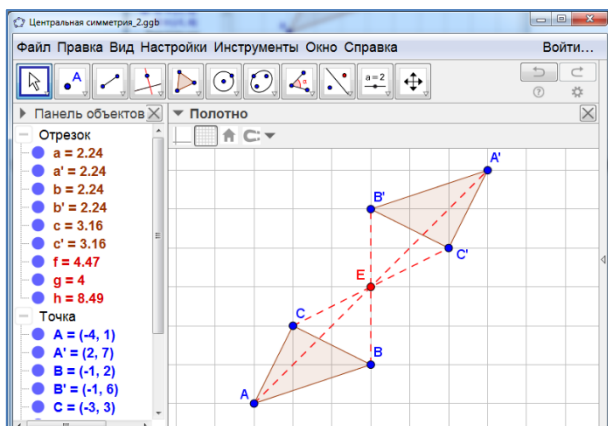 Центральная симметрия_2.ggb
Файл Правка Вид Настройки Инструменты Окно Справка Войти...
A
a = 2
Панель объектов
Полотно
Отрезок
a = 2.24
a' = 2.24
b = 2.24
b' = 2.24
c = 3.16
c' = 3.16
f = 4.47
g = 4
h = 8.49
Точка
A = (-4, 1)
A' = (2, 7)
B = (-1, 2)
B' = (-1, 6)
C = (-3, 3)
A'
B'
C'
E
C
B
A